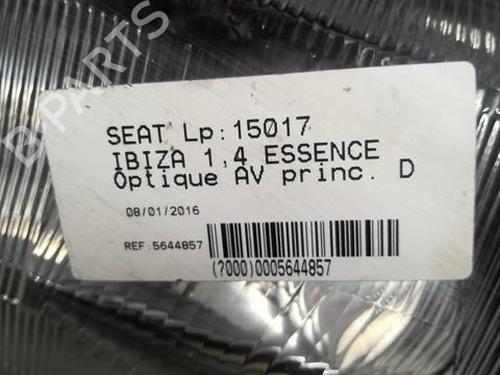 B-PARTS
SEAT Lp:15017
IBIZA 1,4 ESSENCE
Optique AV princ. D
08/01/2016
REF:5644857
(?000)0005644857